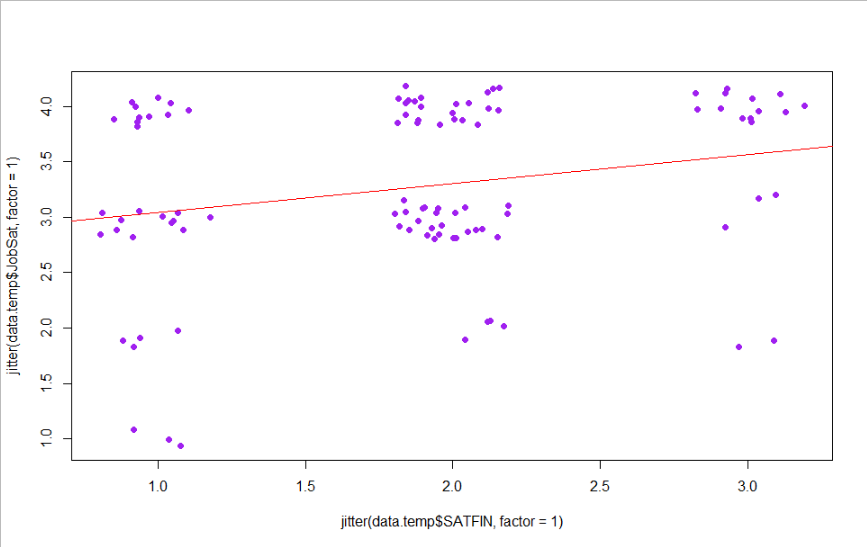 4.0
3.5
3.0
2.5
2.0
1.5
1.0
jitter(data.temp$JobSat, factor = 1)
1.0 1.5 2.0 2.5 3.0
jitter(data.temp$SATFIN, factor = 1)